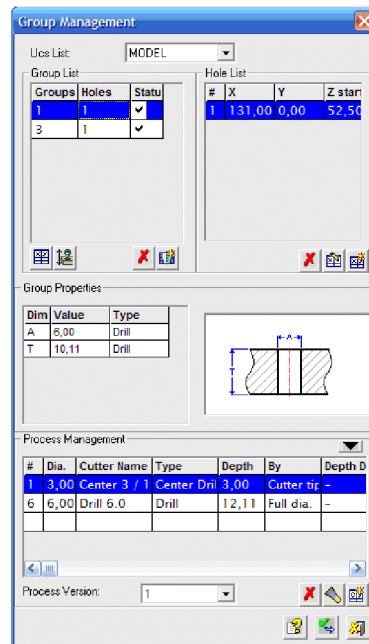 Group Management
Ucs List: MODEL
Group List
Groups Holes Statu
1 1
3 1
Hole List
# X Y Z start
1 131,00 0,00 52,50
Group Properties
Dim Value Type
A 6,00 Drill
T 10,11 Drill
A
T
Process Management
# Dia. Cutter Name Type Depth By Depth D
1 3,00 Center 3 / 1 Center Dril 3,00 Cutter tip –
6 6,00 Drill 6.0 Drill 12,11 Full dia. –
Process Version: 1